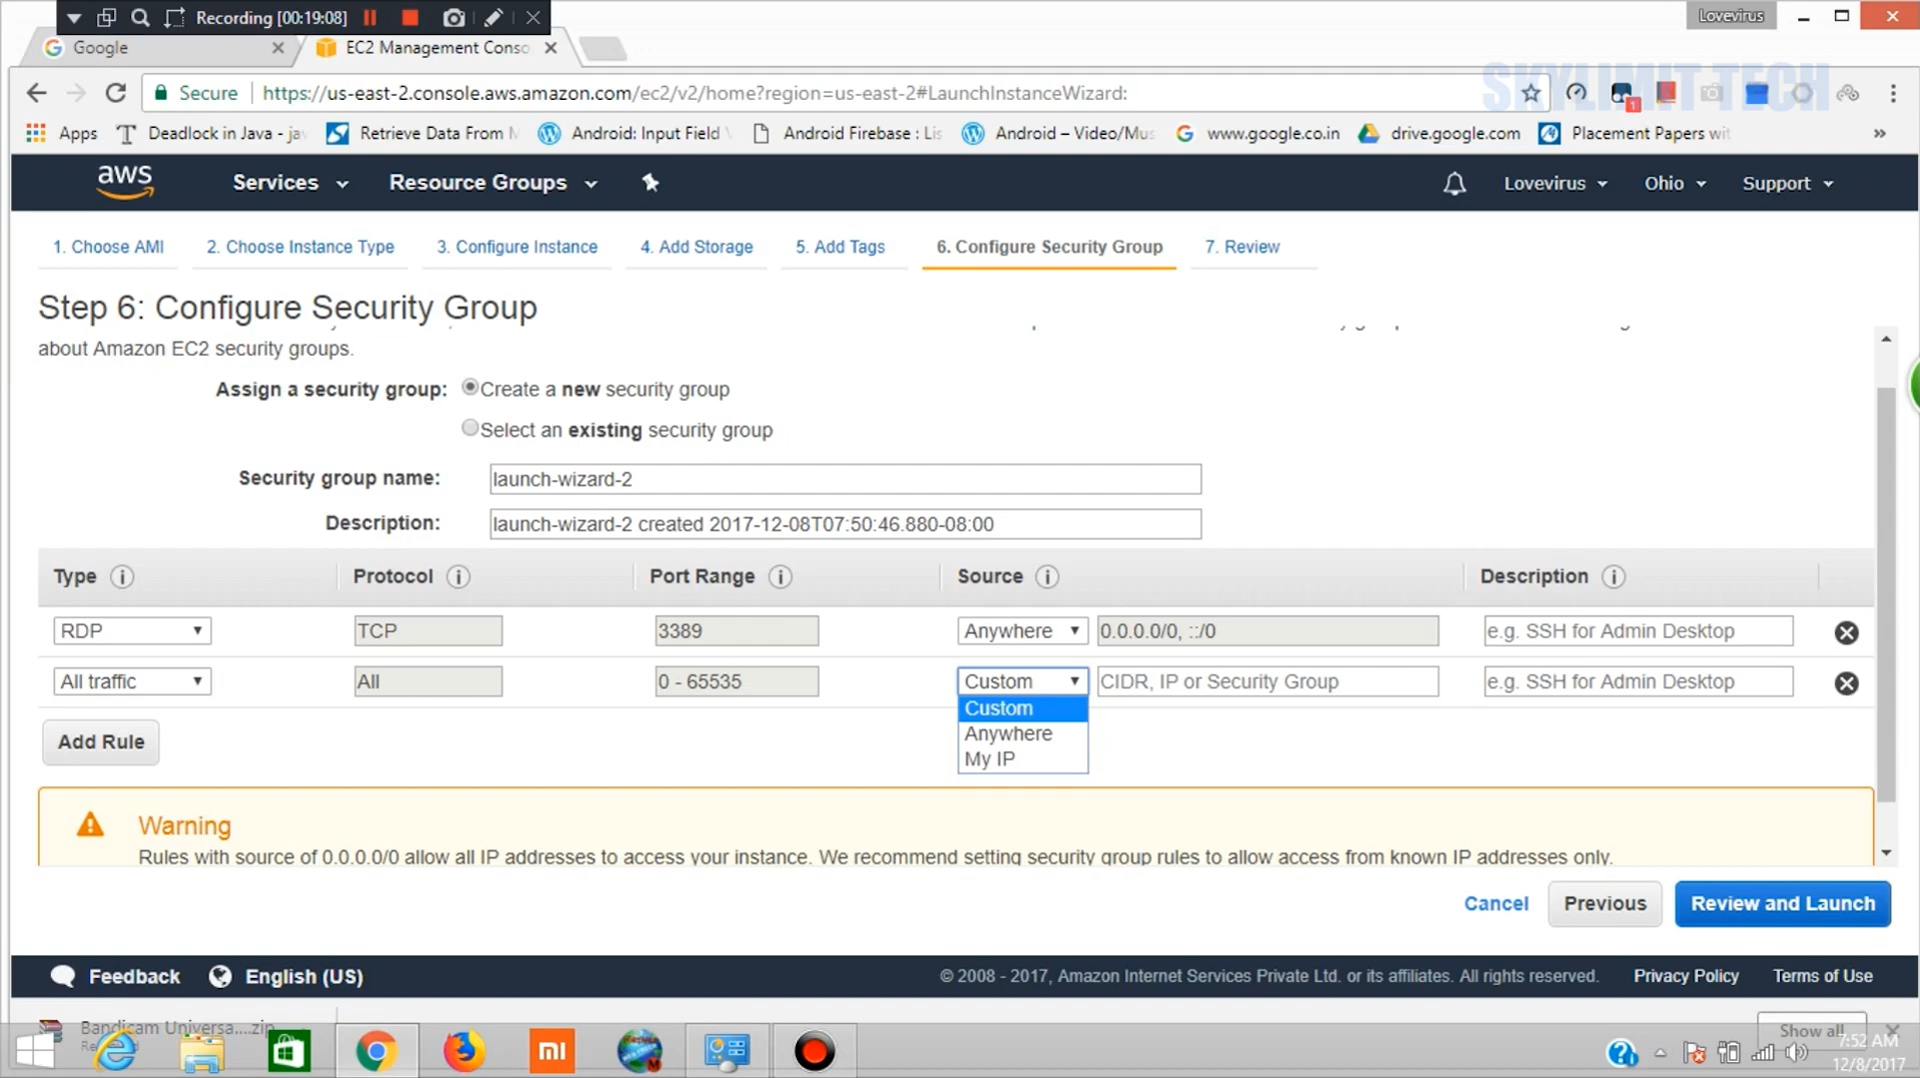 Recording [00:19:08]
Lovevirus
Google
EC2 Management Conso
SKYLIMIT TECH
Secure
https://us-east-2.console.aws.amazon.com/ec2/v2/home?region=us-east-2#LaunchInstanceWizard:
1
Apps
Deadlock in Java - jav
Retrieve Data From M
Android: Input Field
Android Firebase : Lis
Android – Video/Mus
www.google.co.in
drive.google.com
Placement Papers wit
»
aws
Services
Resource Groups
Lovevirus
Ohio
Support
1. Choose AMI
2. Choose Instance Type
3. Configure Instance
4. Add Storage
5. Add Tags
6. Configure Security Group
7. Review
Step 6: Configure Security Group
about Amazon EC2 security groups.
Assign a security group:
Create a new security group
Select an existing security group
Security group name:
launch-wizard-2
Description:
launch-wizard-2 created 2017-12-08T07:50:46.880-08:00
Type
Protocol
Port Range
Source
Description
RDP
TCP
3389
Anywhere
0.0.0.0/0, ::/0
e.g. SSH for Admin Desktop
All traffic
All
0 - 65535
Custom
CIDR, IP or Security Group
e.g. SSH for Admin Desktop
Custom
Anywhere
My IP
Add Rule
Warning
Rules with source of 0.0.0.0/0 allow all IP addresses to access your instance. We recommend setting security group rules to allow access from known IP addresses only.
Cancel
Previous
Review and Launch
Feedback
English (US)
© 2008 - 2017, Amazon Internet Services Private Ltd. or its affiliates. All rights reserved.
Privacy Policy
Terms of Use
Bandicam Universa....zip
Show all
mi
7:52 AM
12/8/2017